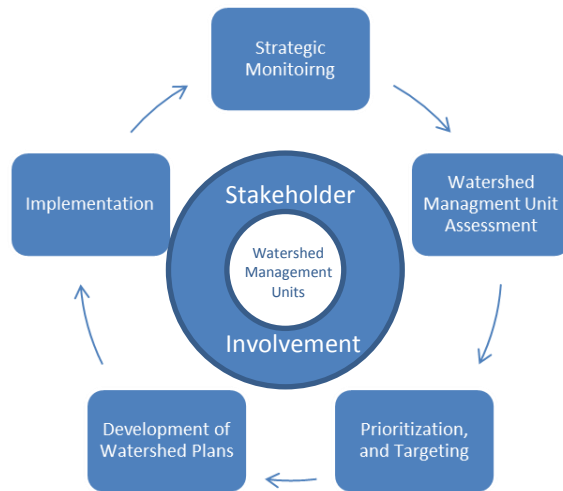 Strategic
Monitoirng
Watershed
Managment Unit
Assessment
Prioritization,
and Targeting
Development of
Watershed Plans
Implementation
Stakeholder
Watershed
Management
Units
Involvement